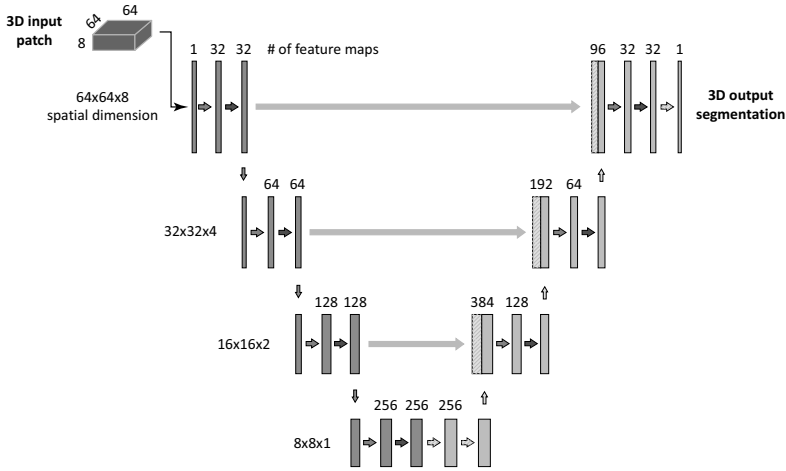 3D input
patch
64
64
8
1 32 32 # of feature maps
96 32 32 1
64x64x8
spatial dimension
3D output
segmentation
64 64
192 64
32x32x4
128 128
384 128
16x16x2
256 256 256
8x8x1